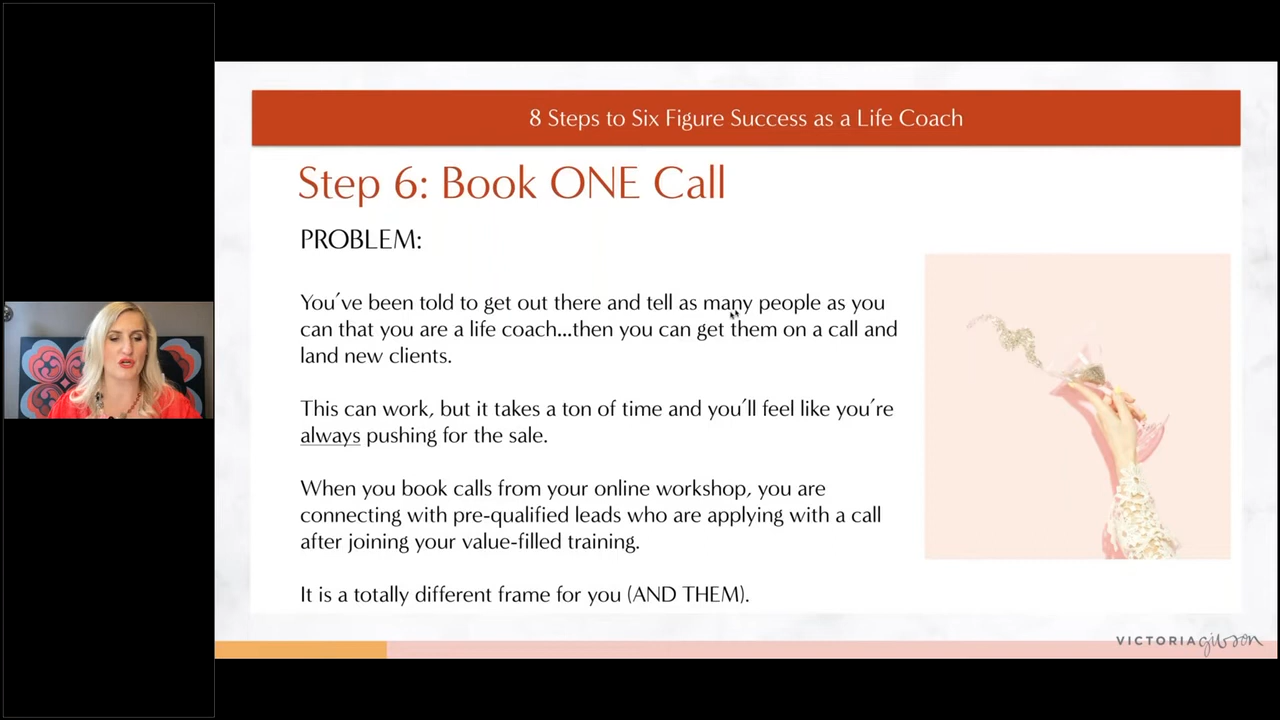 8 Steps to Six Figure Success as a Life Coach
Step 6: Book ONE Call
PROBLEM:
You´ve been told to get out there and tell as many people as you
can that you are a life coach...then you can get them on a call and
land new clients.
This can work, but it takes a ton of time and you´ll feel like you´re
always pushing for the sale.
When you book calls from your online workshop, you are
connecting with pre-qualified leads who are applying with a call
after joining your value-filled training.
It is a totally different frame for you (AND THEM).
VICTORIA gibson